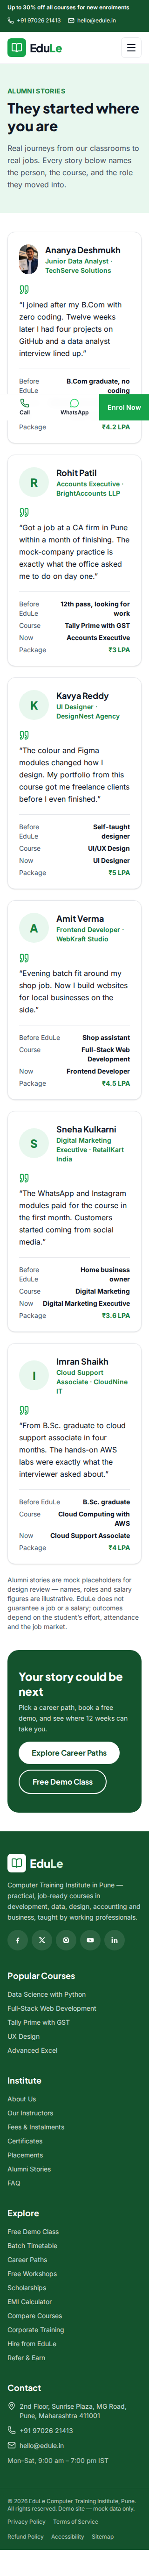 Up to 30% off all courses for new enrolments
+91 97026 21413 hello@edule.in
EduLe
ALUMNI STORIES
They started where
you are
Real journeys from our classrooms to
real jobs. Every story below names
the person, the course, and the role
they moved into.
Ananya Deshmukh
Junior Data Analyst ·
TechServe Solutions
“I joined after my B.Com with
zero coding. Twelve weeks
later I had four projects on
GitHub and a data analyst
interview lined up.”
Before
EduLe
B.Com graduate, no
coding
Call
WhatsApp
Enrol Now
Package ₹4.2 LPA
R
Rohit Patil
Accounts Executive ·
BrightAccounts LLP
“Got a job at a CA firm in Pune
within a month of finishing. The
mock-practice component is
exactly what the office asked
me to do on day one.”
Before
EduLe
12th pass, looking for
work
Course Tally Prime with GST
Now Accounts Executive
Package ₹3 LPA
K
Kavya Reddy
UI Designer ·
DesignNest Agency
“The colour and Figma
modules changed how I
design. My portfolio from this
course got me freelance clients
before I even finished.”
Before
EduLe
Self-taught
designer
Course UI/UX Design
Now UI Designer
Package ₹5 LPA
A
Amit Verma
Frontend Developer ·
WebKraft Studio
“Evening batch fit around my
shop job. Now I build websites
for local businesses on the
side.”
Before EduLe Shop assistant
Course Full-Stack Web
Development
Now Frontend Developer
Package ₹4.5 LPA
S
Sneha Kulkarni
Digital Marketing
Executive · RetailKart
India
“The WhatsApp and Instagram
modules paid for the course in
the first month. Customers
started coming from social
media.”
Before
EduLe
Home business
owner
Course Digital Marketing
Now Digital Marketing Executive
Package ₹3.6 LPA
I
Imran Shaikh
Cloud Support
Associate · CloudNine
IT
“From B.Sc. graduate to cloud
support associate in four
months. The hands-on AWS
labs were exactly what the
interviewer asked about.”
Before EduLe B.Sc. graduate
Course Cloud Computing with
AWS
Now Cloud Support Associate
Package ₹4 LPA
Alumni stories are mock placeholders for
design review — names, roles and salary
figures are illustrative. EduLe does not
guarantee a job or a salary; outcomes
depend on the student’s effort, attendance
and the job market.
Your story could be
next
Pick a career path, book a free
demo, and see where 12 weeks can
take you.
Explore Career Paths
Free Demo Class
EduLe
Computer Training Institute in Pune —
practical, job-ready courses in
development, data, design, accounting and
business, taught by working professionals.
Popular Courses
Data Science with Python
Full-Stack Web Development
Tally Prime with GST
UX Design
Advanced Excel
Institute
About Us
Our Instructors
Fees & Instalments
Certificates
Placements
Alumni Stories
FAQ
Explore
Free Demo Class
Batch Timetable
Career Paths
Free Workshops
Scholarships
EMI Calculator
Compare Courses
Corporate Training
Hire from EduLe
Refer & Earn
Contact
2nd Floor, Sunrise Plaza, MG Road,
Pune, Maharashtra 411001
+91 97026 21413
hello@edule.in
Mon–Sat, 9:00 am – 7:00 pm IST
© 2026 EduLe Computer Training Institute, Pune.
All rights reserved. Demo site — mock data only.
Privacy Policy Terms of Service
Refund Policy Accessibility Sitemap